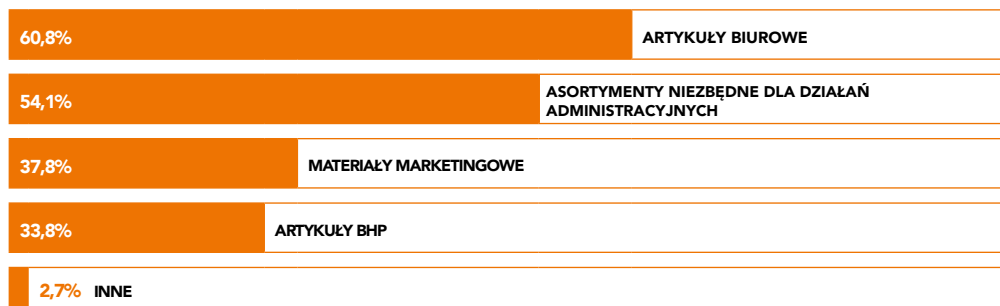 60,8% ARTYKUŁY BIUROWE
54,1% ASORTYMENTY NIEZBĘDNE DLA DZIAŁAŃ
ADMINISTRACYJNYCH
37,8% MATERIAŁY MARKETINGOWE
33,8% ARTYKUŁY BHP
2,7% INNE